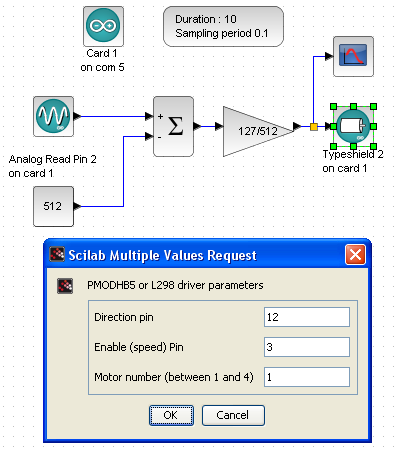 Card 1
on com 5
Duration : 10
Sampling period 0.1
Analog Read Pin 2
on card 1
+
-
Σ
127/512
Typeshield 2
on card 1
512
Scilab Multiple Values Request
PMODHB5 or L298 driver parameters
Direction pin 12
Enable (speed) Pin 3
Motor number (between 1 and 4) 1
OK Cancel